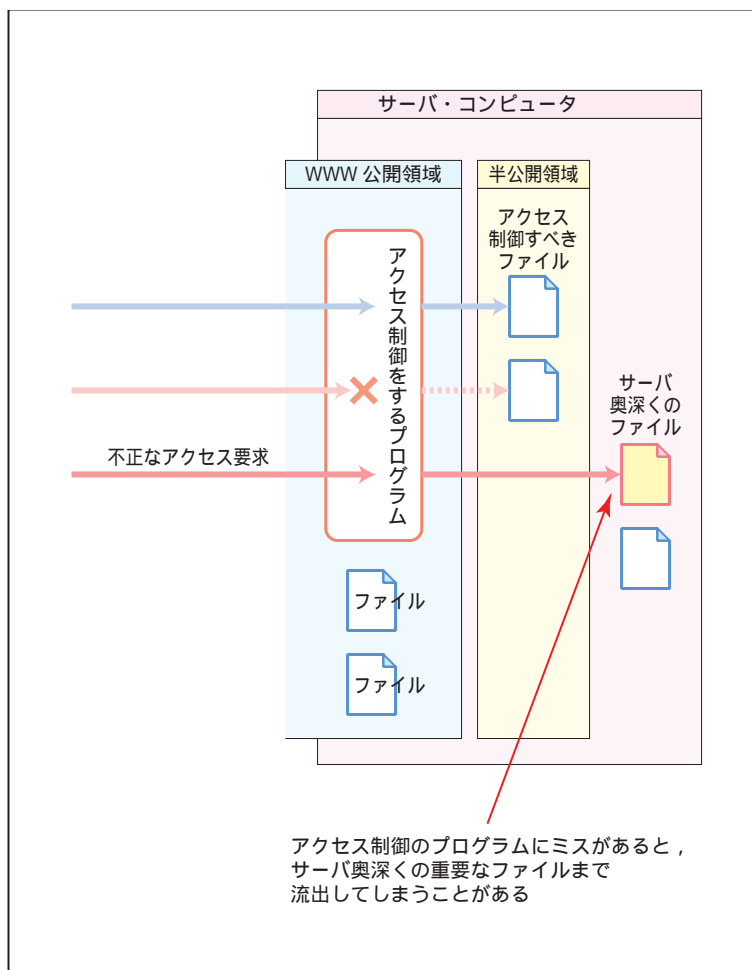 サーバ・コンピュータ
WWW 公開領域
半公開領域
アクセス
制御すべき
ファイル
アクセス制御をするプログラム
サーバ
奥深くの
ファイル
不正なアクセス要求
ファイル
ファイル
アクセス制御のプログラムにミスがあると，
サーバ奥深くの重要なファイルまで
流出してしまうことがある